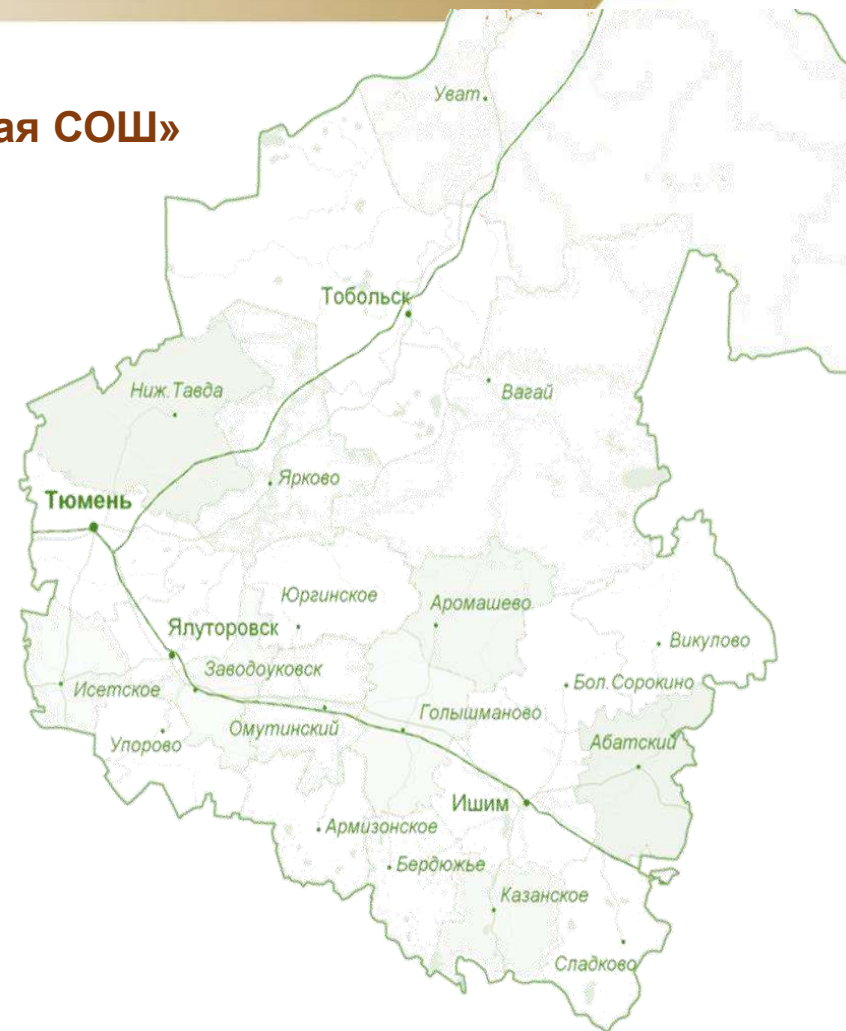 ая СОШ»
Уват
Тобольск
Ниж.Тавда
Вагай
Ярково
Тюмень
Юргинское
Аромашево
Ялуторовск
Викулово
Заводоуковск
Исетское
Бол.Сорокино
Омутинский
Голышманово
Упорово
Абатский
Ишим
Армизонское
Бердюжье
Казанское
Сладково